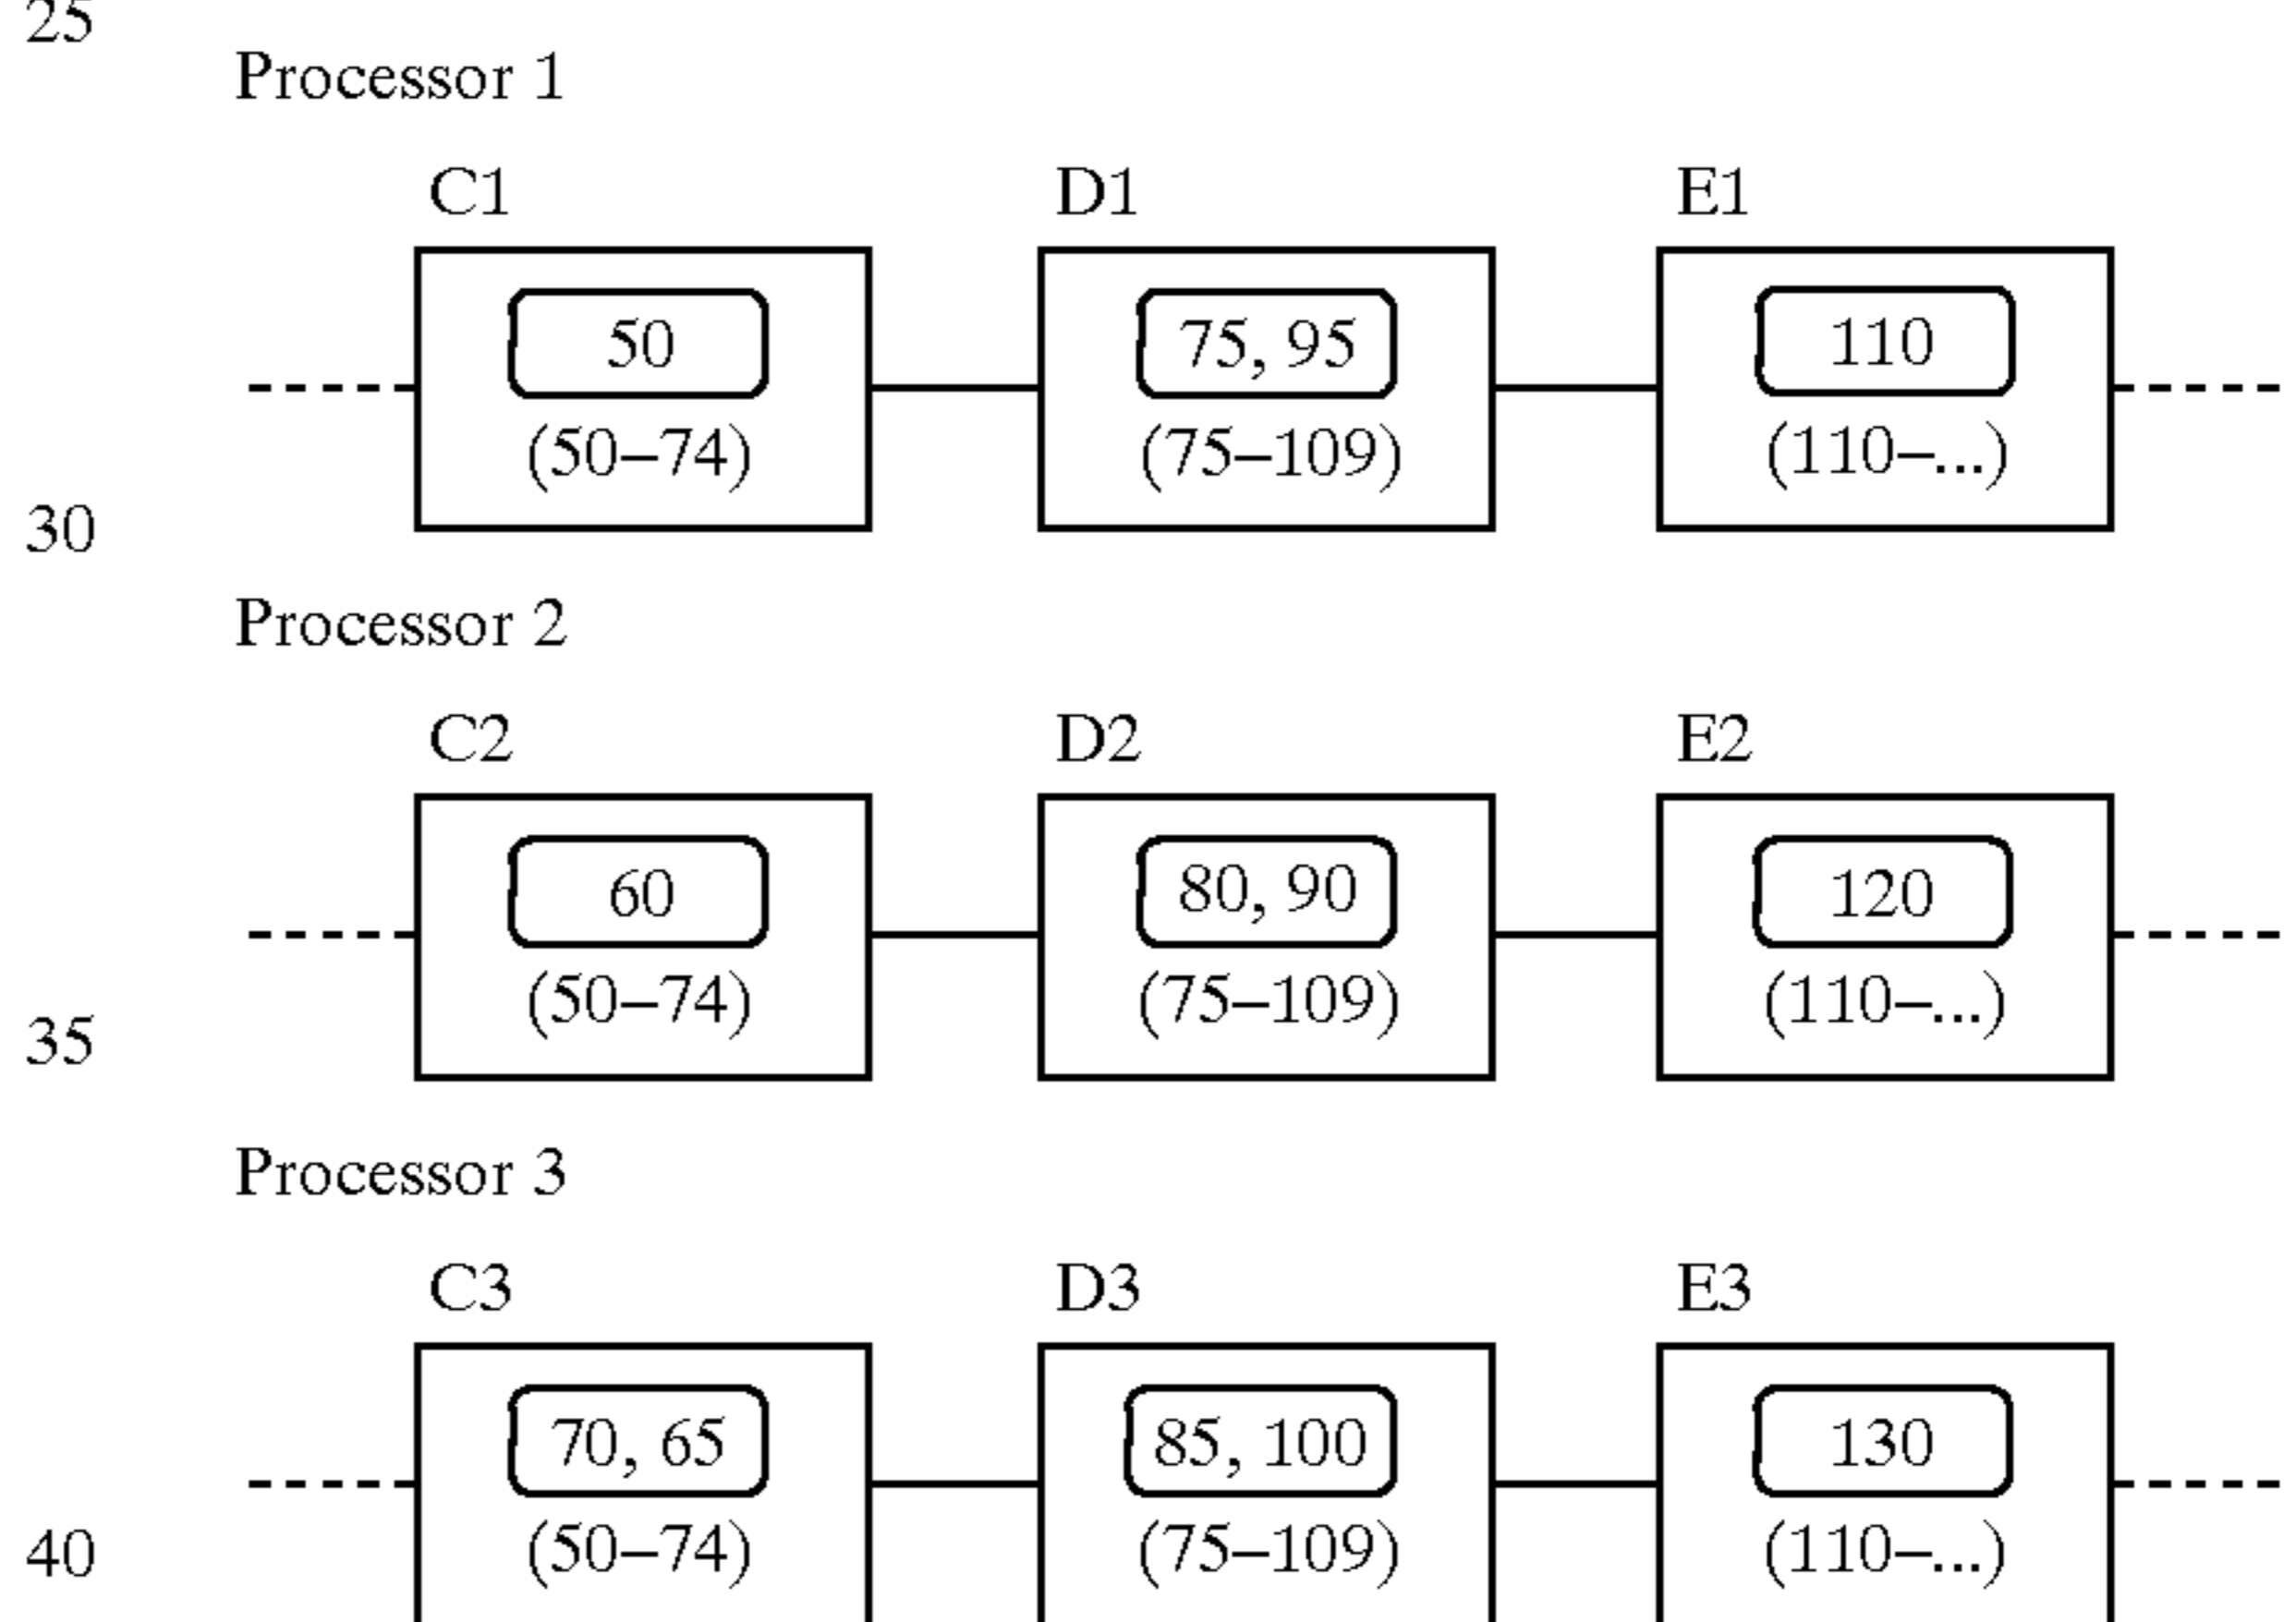 25
Processor 1
C1 D1 E1
50 75, 95 110
(50–74) (75–109) (110–...)
30
Processor 2
C2 D2 E2
60 80, 90 120
(50–74) (75–109) (110–...)
35
Processor 3
C3 D3 E3
70, 65 85, 100 130
(50–74) (75–109) (110–...)
40